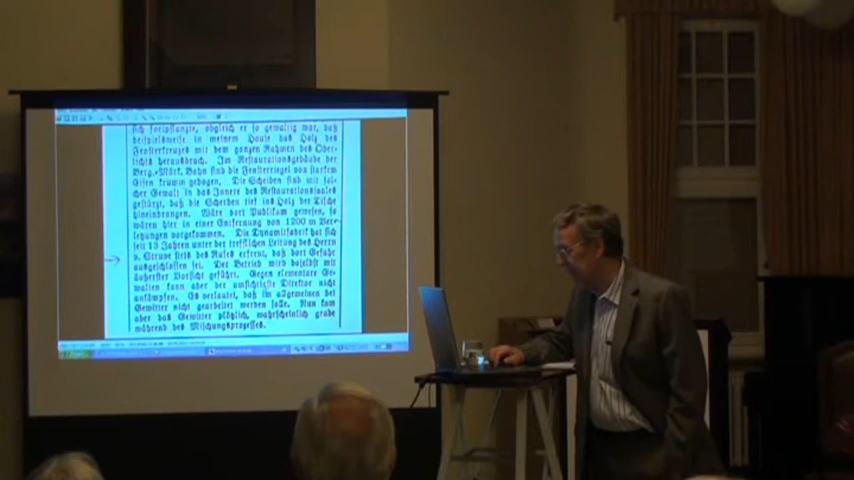 sich fortpflanzte, obgleich er so gewaltig war, daß
beispielsweise in meinem Hause das Holz des
Fensterkreuzes mit dem ganzen Rahmen des Ober-
lichts herausbrach. Im Restaurationsgebäude der
Berg.-Märk. Bahn sind die Fensterriegel von starkem
Eisen krumm gebogen. Die Scheiben sind mit sol-
cher Gewalt in das Innere des Restaurationssaales
gestürzt, daß die Scherben tief ins Holz der Tische
hineindrangen. Wäre dort Publikum gewesen, so
wären hier in einer Entfernung von 1200 m Ver-
letzungen vorgekommen. Die Dynamitfabrik hat sich
seit 13 Jahren unter der trefflichen Leitung des Herrn
v. Struve stets des Rufes erfreut, daß dort Gefahr
ausgeschlossen sei. Der Betrieb wird daselbst mit
äußerster Vorsicht geführt. Gegen elementare Ge-
walten kann aber der umsichtigste Direktor nicht
ankämpfen. Es verlautet, daß im allgemeinen bei
Gewitter nicht gearbeitet werden solle. Nun kam
aber das Gewitter plötzlich, wahrscheinlich grade
während des Mischungsprozesses.